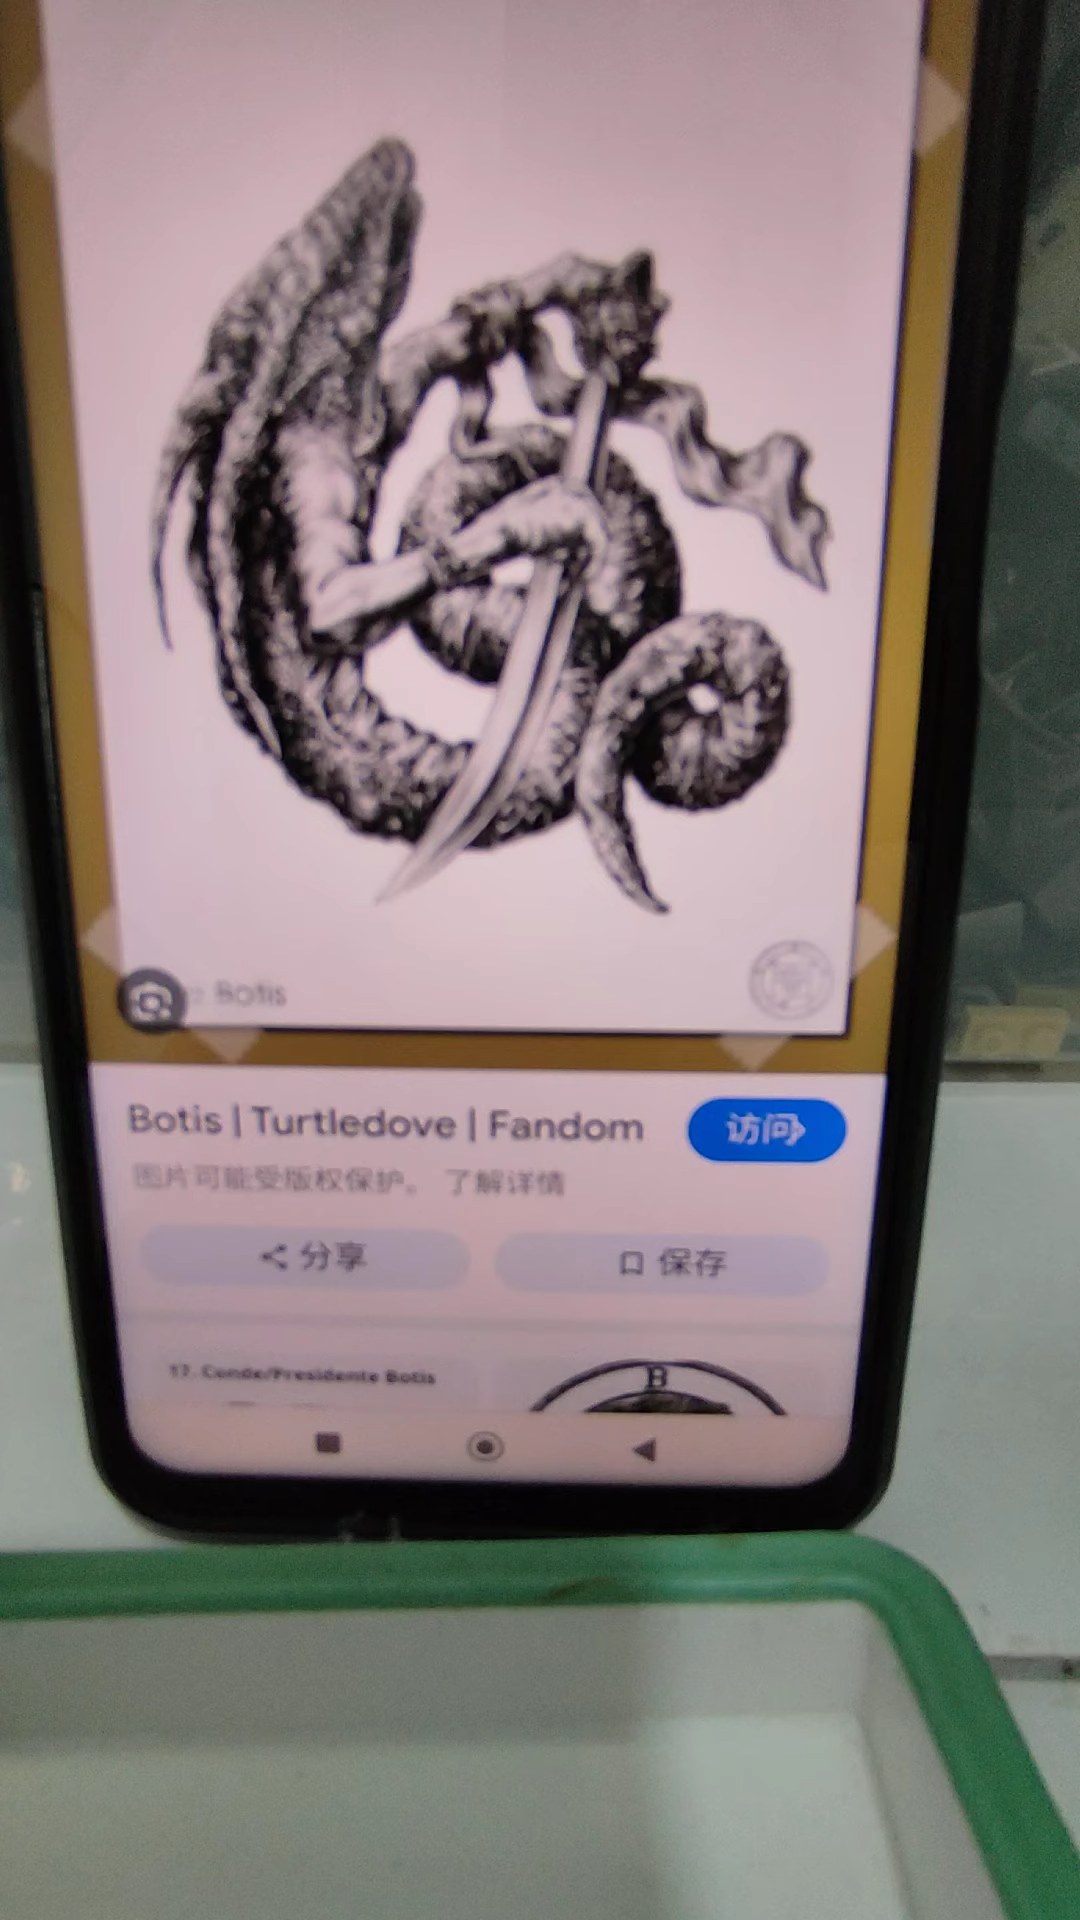 Botis
Botis | Turtledove | Fandom
访问
图片可能受版权保护。 了解详情
分享
保存
17. Conde/Presidente Botis
B